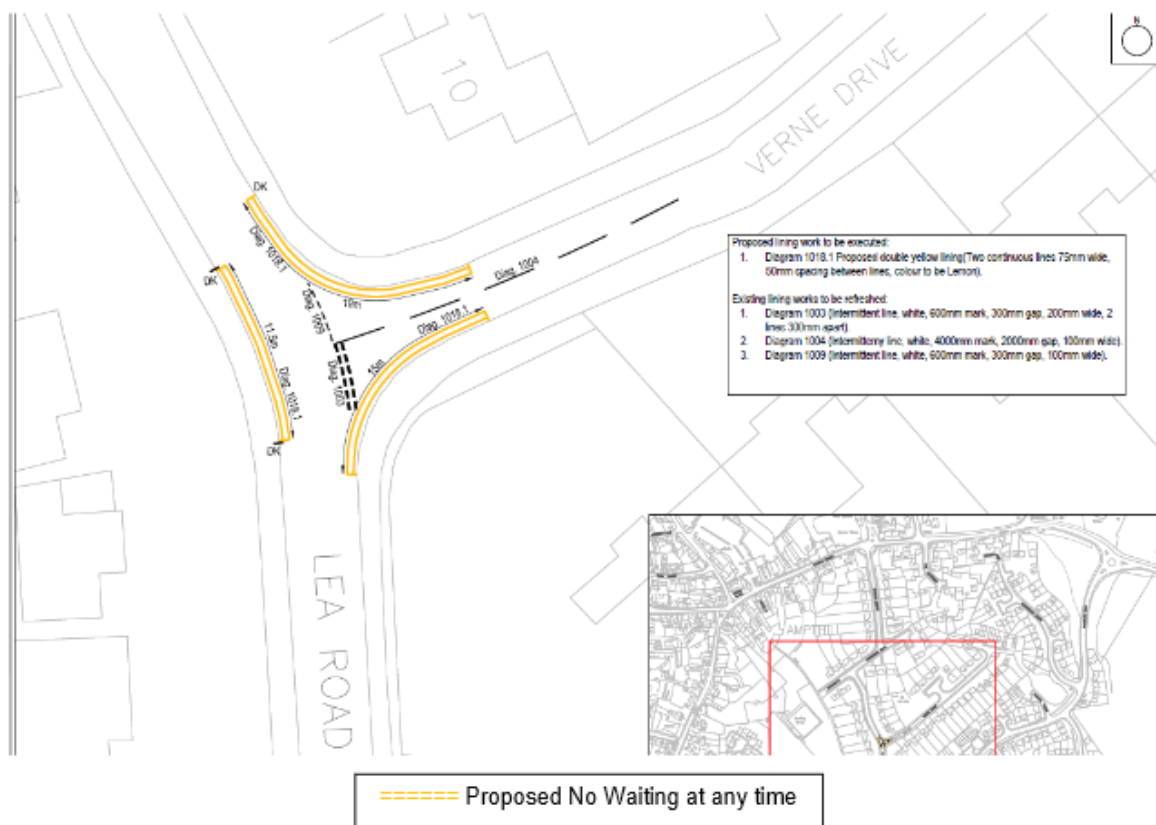 N
10
VERNE DRIVE
DK
Diag. 1018.1
Diag. 1004
Diag. 1009
Diag. 1018.1
DK
11.5m
15m
Diag. 1003
Diag. 1018.1
DK
LEA ROAD
Proposed lining work to be executed:
1. Diagram 1018.1 Proposed double yellow lining(Two continuous lines 75mm wide,
50mm spacing between lines, colour to be Lemon).
Existing lining works to be refreshed:
1. Diagram 1003 (Intermittent line, white, 600mm mark, 300mm gap, 200mm wide, 2
lines 300mm apart).
2. Diagram 1004 (Intermitterny line, white, 4000mm mark, 2000mm gap, 100mm wide).
3. Diagram 1009 (Intermittent line, white, 600mm mark, 300mm gap, 100mm wide).
Proposed No Waiting at any time